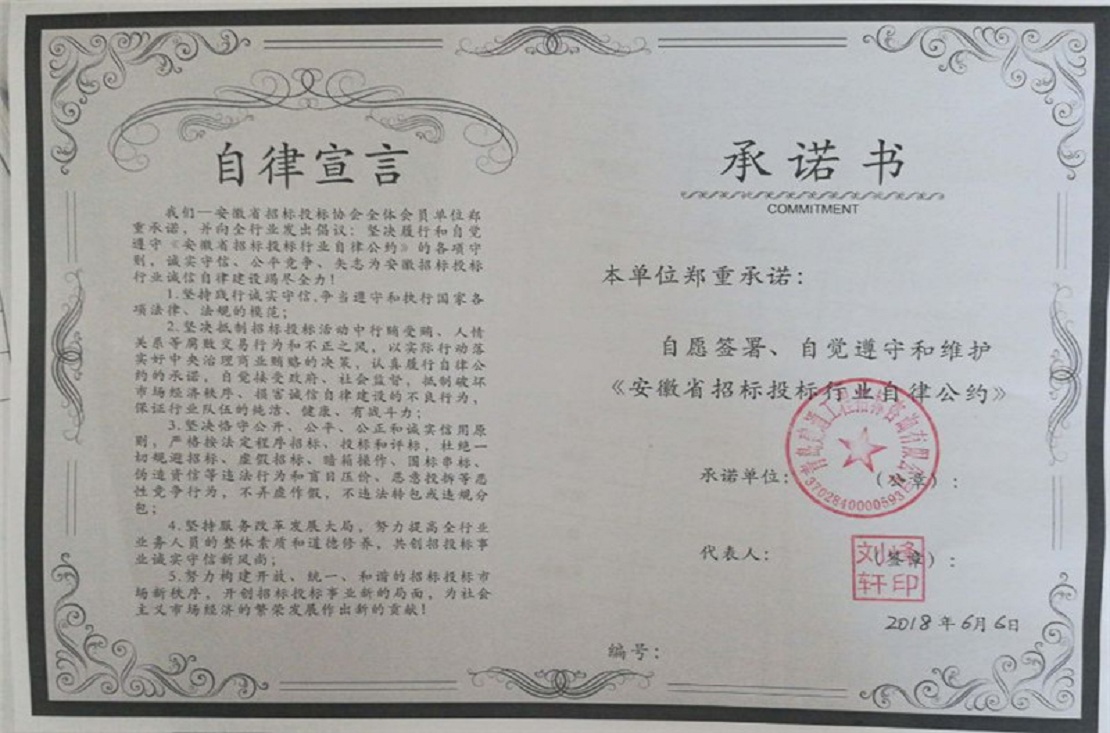 自律宣言
我们—安徽省招标投标协会全体会员单位郑
重承诺，并向全行业发出倡议：坚决履行和自觉
遵守《安徽省招标投标行业自律公约》的各项守
则，诚实守信、公平竞争、矢志为安徽招标投标
行业诚信自律建设竭尽全力！
1.坚持践行诚实守信，争当遵守和执行国家各
项法律、法规的模范；
2.坚决抵制招标投标活动中行贿受贿、人情
关系等腐败交易行为和不正之风，以实际行动落
实好中央治理商业贿赂的决策，认真履行自律公
约的承诺，自觉接受政府、社会监督，抵制破坏
市场经济秩序、损害诚信自律建设的不良行为，
保证行业队伍的纯洁、健康、有战斗力；
3.坚决恪守公开、公平、公正和诚实信用原
则，严格按法定程序招标、投标和评标，杜绝一
切规避招标、虚假招标、暗箱操作、围标串标、
伪造资信等违法行为和盲目压价、恶意投拆等恶
性竞争行为，不弄虚作假，不违法转包或违规分
包；
4.坚持服务改革发展大局，努力提高全行业
业务人员的整体素质和道德修养，共创招投标事
业诚实守信新风尚；
5.努力构建开放、统一、和谐的招标投标市
场新秩序，开创招标投标事业新的局面，为社会
主义市场经济的繁荣发展作出新的贡献！
承诺书
COMMITMENT
本单位郑重承诺：
自愿签署、自觉遵守和维护
《安徽省招标投标行业自律公约》
承诺单位：（公章）：
青岛建通工程招标咨询有限公司
3702840000593
代表人：（签章）：
刘峰
轩印
2018年6月6日
编号：